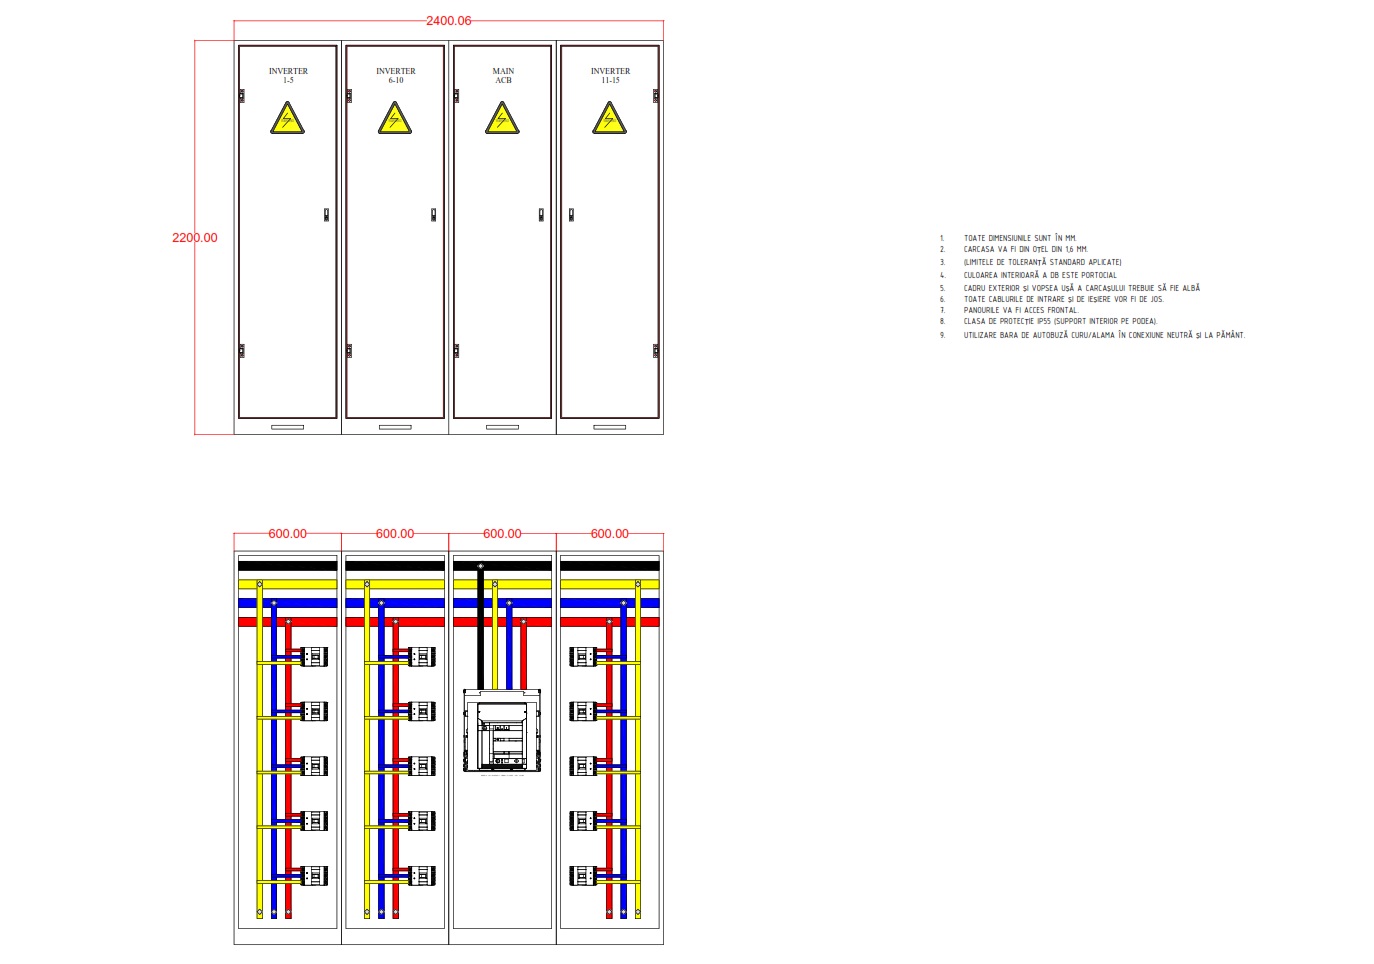 2400.06
INVERTER
1-5
INVERTER
6-10
MAIN
ACB
INVERTER
11-15
2200.00
1. TOATE DIMENSIUNILE SUNT ÎN MM.
2. CARCASA VA FI DIN OȚEL DIN 1,6 MM.
3. (LIMITELE DE TOLERANȚĂ STANDARD APLICATE)
4. CULOAREA INTERIOARĂ A DB ESTE PORTOCIAL
5. CADRU EXTERIOR ȘI VOPSEA UȘĂ A CARCAȘULUI TREBUIE SĂ FIE ALBĂ
6. TOATE CABLURILE DE INTRARE ȘI DE IEȘIERE VOR FI DE JOS.
7. PANOURILE VA FI ACCES FRONTAL.
8. CLASA DE PROTECȚIE IP55 (SUPPORT INTERIOR PE PODEA).
9. UTILIZARE BARA DE AUTOBUZĂ CURU/ALAMA ÎN CONEXIUNE NEUTRĂ ȘI LA PĂMÂNT.
600.00
600.00
600.00
600.00